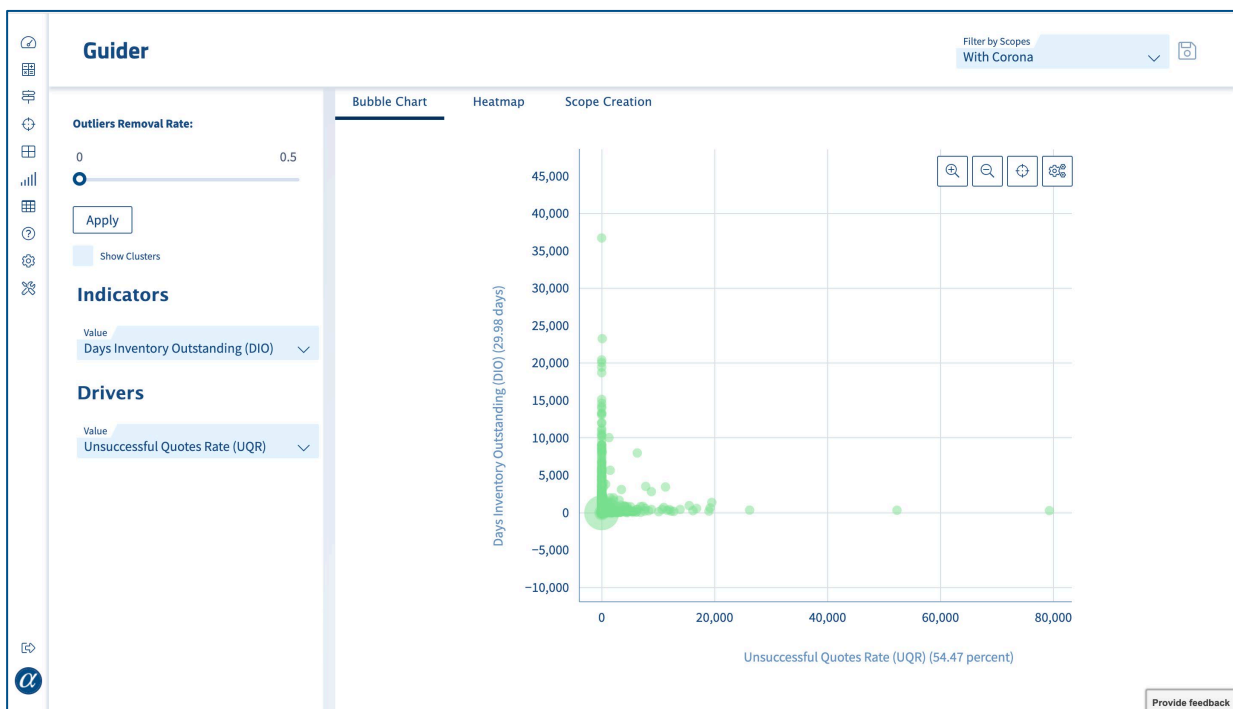 Guider
Filter by Scopes
With Corona
Outliers Removal Rate:
0 0.5
Apply
Show Clusters
Indicators
Value
Days Inventory Outstanding (DIO)
Drivers
Value
Unsuccessful Quotes Rate (UQR)
Bubble Chart Heatmap Scope Creation
45,000
40,000
35,000
30,000
25,000
20,000
15,000
10,000
5,000
0
−5,000
−10,000
Days Inventory Outstanding (DIO) (29.98 days)
0 20,000 40,000 60,000 80,000
Unsuccessful Quotes Rate (UQR) (54.47 percent)
α
Provide feedback